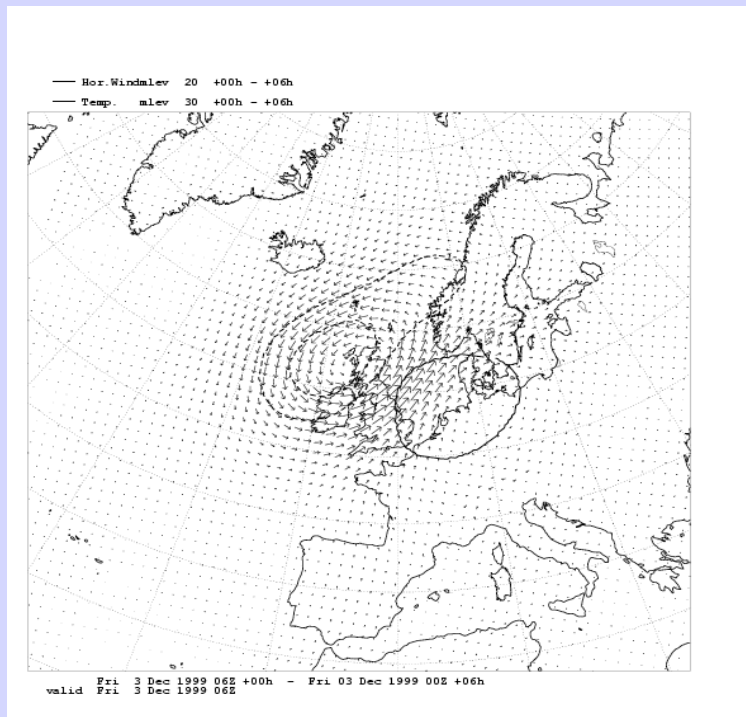 Hor.Windmlev 20 +00h - +06h
Temp. mlev 30 +00h - +06h
Fri 3 Dec 1999 06Z +00h - Fri 03 Dec 1999 00Z +06h
valid Fri 3 Dec 1999 06Z